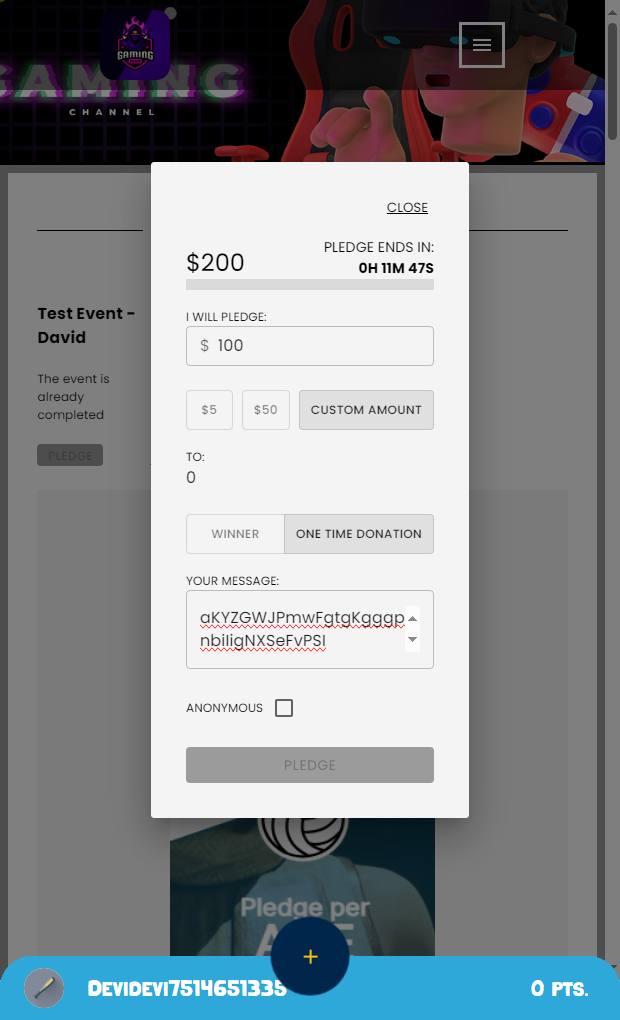 GAMING
GAMING
CHANNEL
CLOSE
PLEDGE ENDS IN:
$200
0H 11M 47S
I WILL PLEDGE:
$ 100
$5 $50 CUSTOM AMOUNT
TO:
0
WINNER ONE TIME DONATION
YOUR MESSAGE:
aKYZGWJPmwFgtgKgggp
nbiIigNXSeFvPSI
ANONYMOUS
PLEDGE
Test Event -
David
The event is
already
completed
PLEDGE
Pledge per
+
Devidevi7514651335
0 PTS.